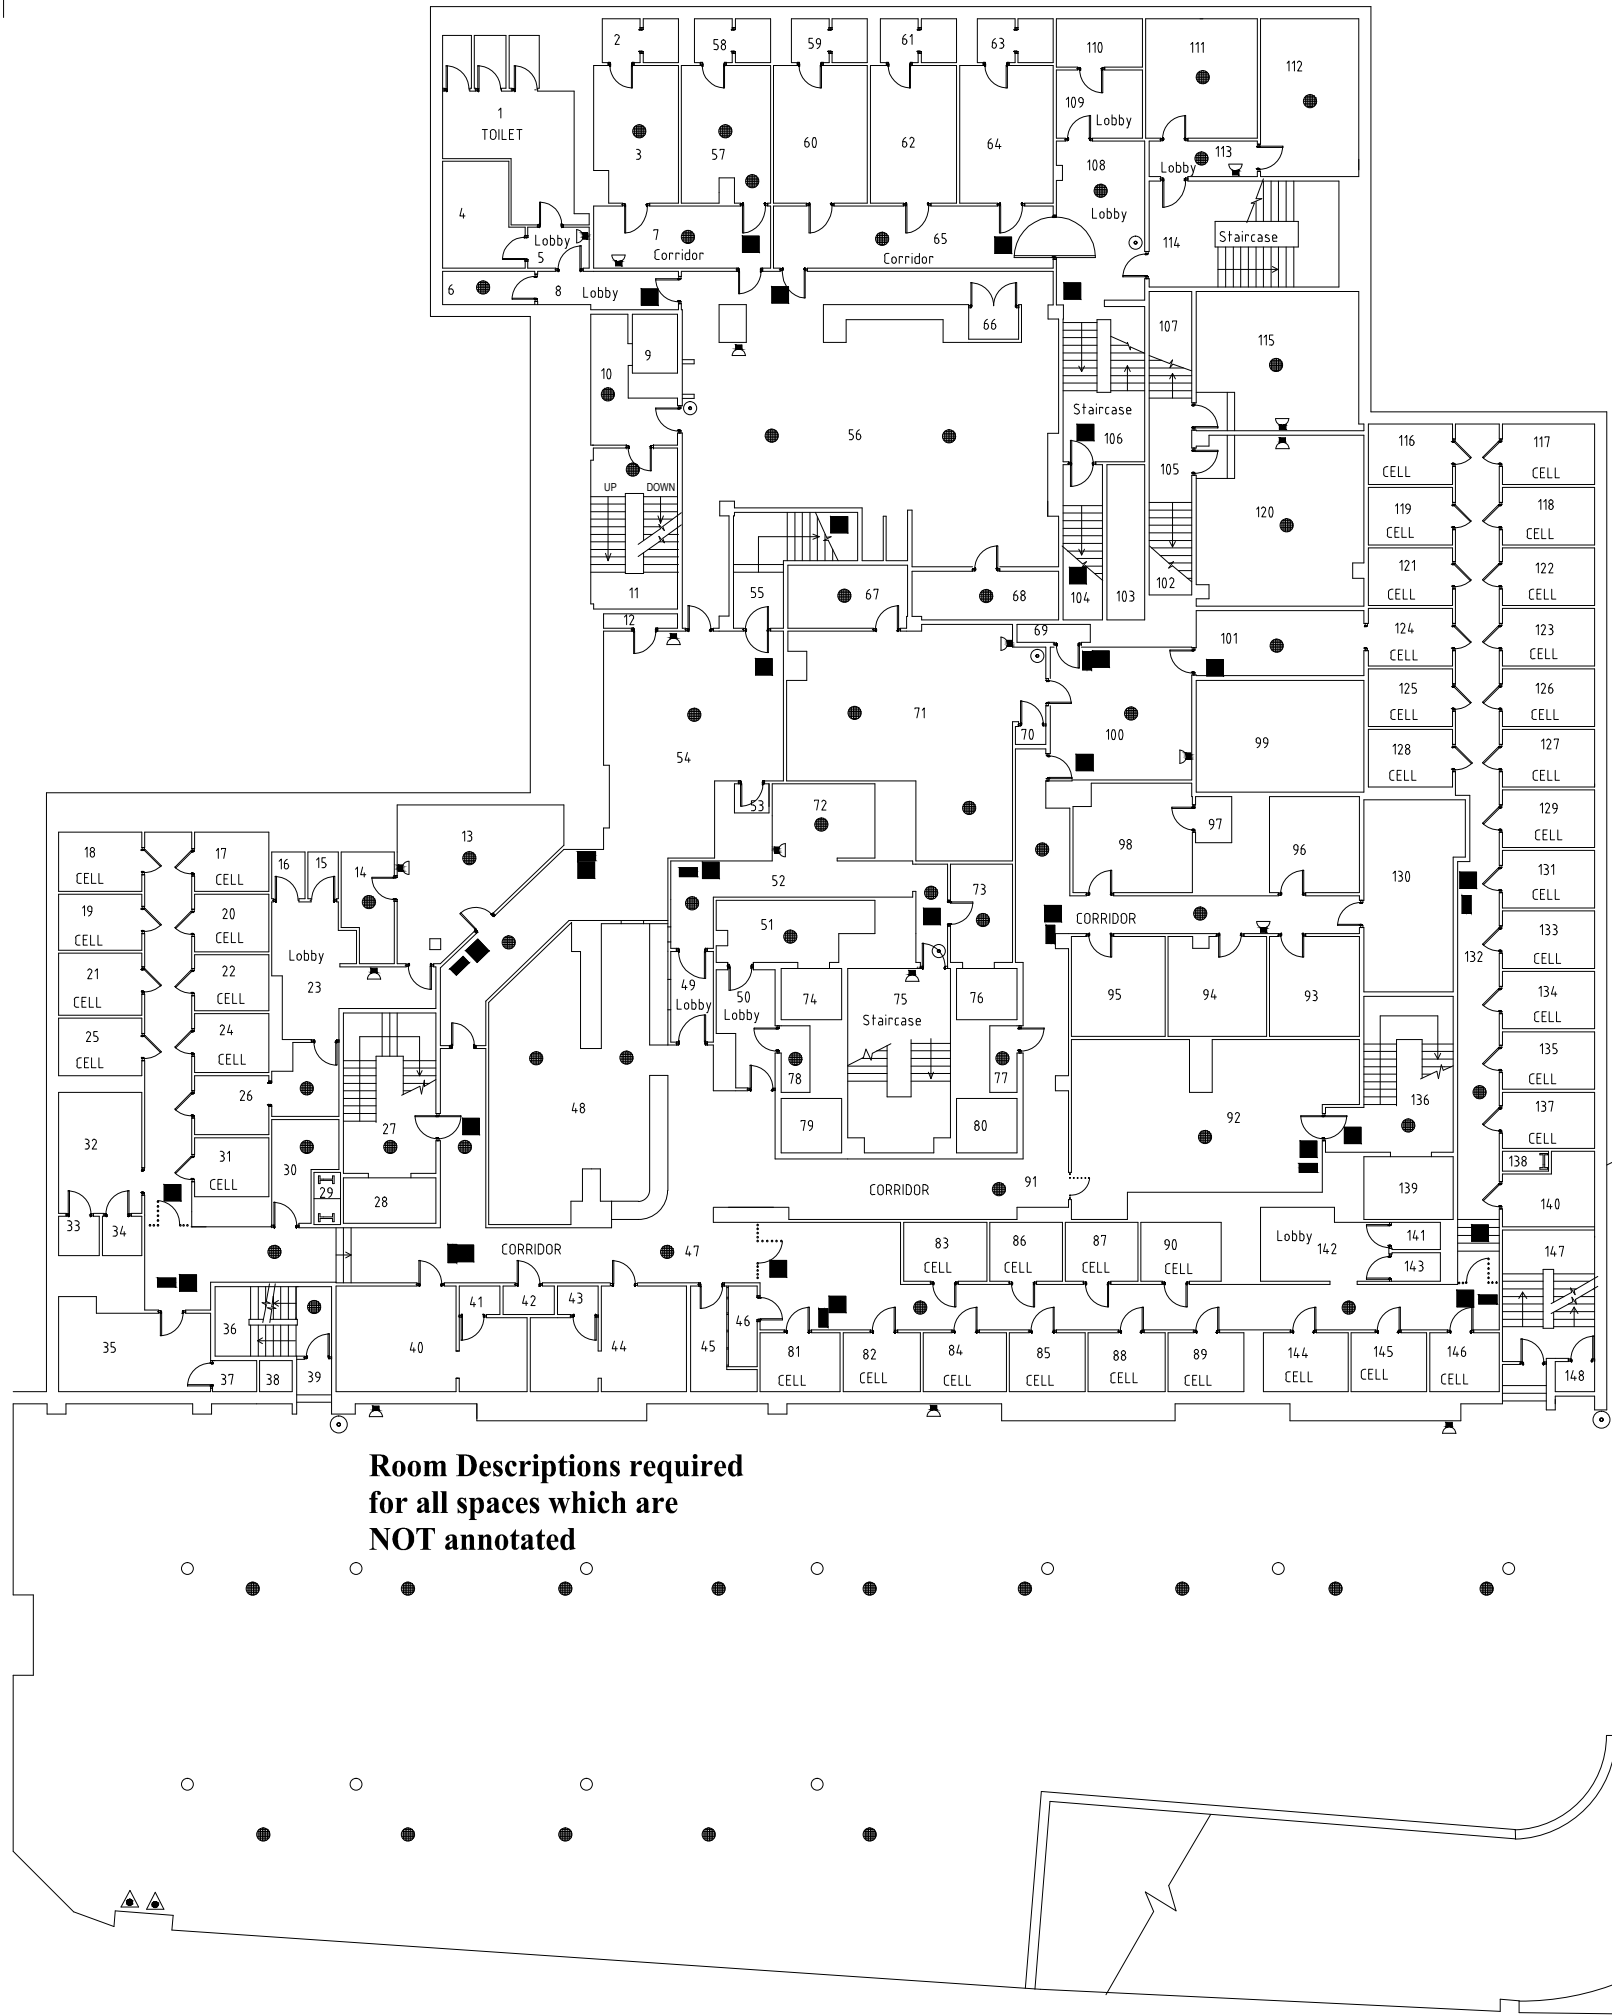 2
58
59
61
63
110
111
112
1
TOILET
3
57
60
62
64
109
Lobby
108
Lobby
113
Lobby
4
Lobby
5
7
Corridor
65
Corridor
114
Staircase
6
8
Lobby
66
107
115
9
10
56
Staircase
106
105
116
CELL
117
CELL
UP
DOWN
119
CELL
118
CELL
120
11
12
55
67
68
104
103
102
121
CELL
122
CELL
69
101
124
CELL
123
CELL
54
71
70
100
99
125
CELL
126
CELL
128
CELL
127
CELL
53
72
13
98
97
96
130
129
CELL
18
CELL
17
CELL
16
15
14
52
73
131
CELL
19
CELL
20
CELL
51
CORRIDOR
133
CELL
Lobby
23
21
CELL
22
CELL
49
Lobby
50
Lobby
74
75
Staircase
76
95
94
93
132
134
CELL
25
CELL
24
CELL
135
CELL
26
48
78
77
136
32
27
79
80
92
137
CELL
31
CELL
30
29
28
CORRIDOR
91
139
138
140
33
34
CORRIDOR
47
83
CELL
86
CELL
87
CELL
90
CELL
Lobby
142
141
143
147
36
41
42
43
46
35
40
44
45
81
CELL
82
CELL
84
CELL
85
CELL
88
CELL
89
CELL
144
CELL
145
CELL
146
CELL
37
38
39
148
Room Descriptions required
for all spaces which are
NOT annotated